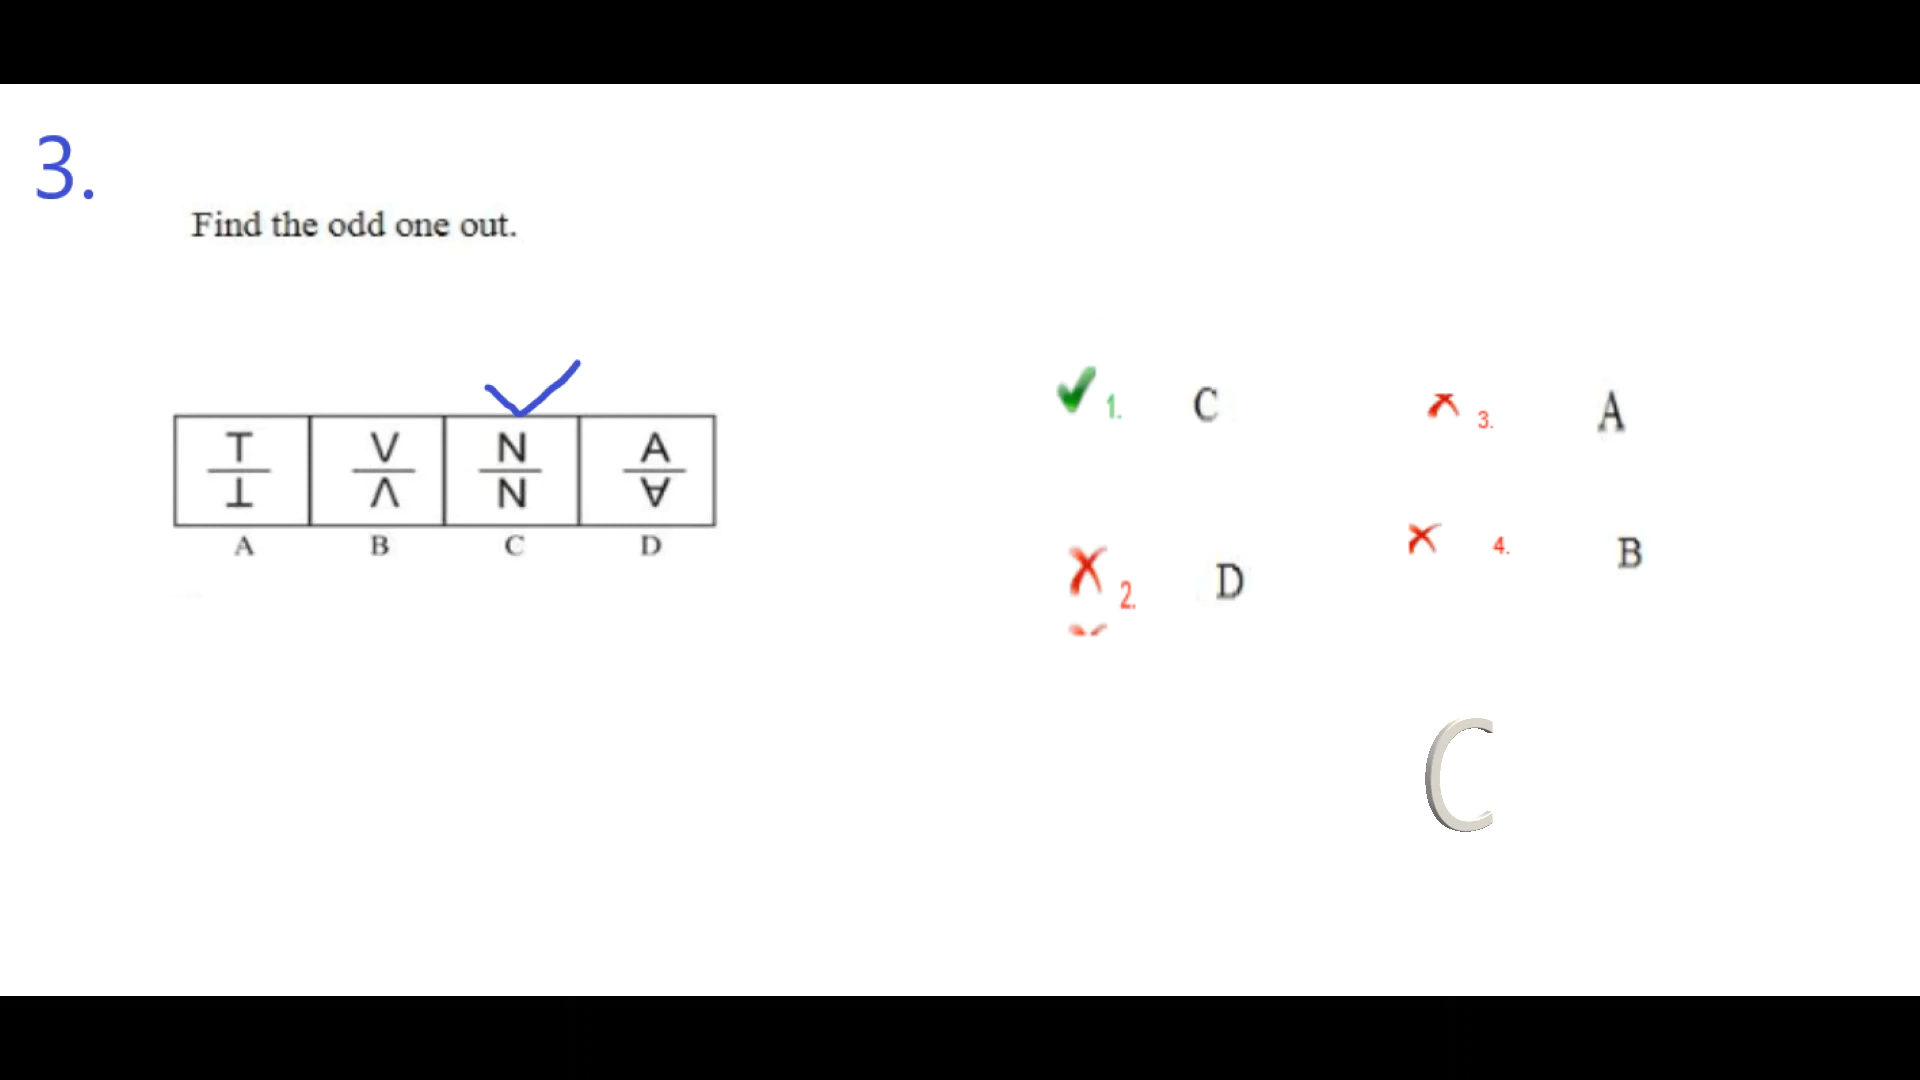 3.
Find the odd one out.
T V N A
⊥ Λ N ∀
A B C D
1. C
3. A
2. D
4. B
C